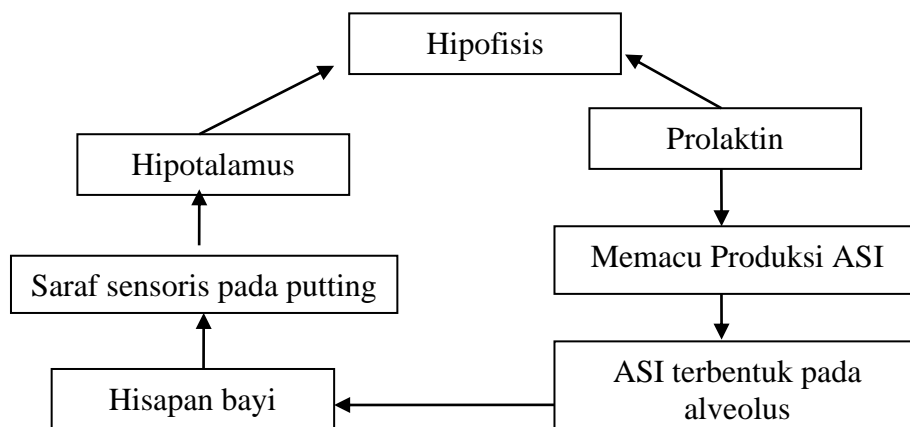 Hipofisis
Hipotalamus
Prolaktin
Saraf sensoris pada putting
Memacu Produksi ASI
Hisapan bayi
ASI terbentuk pada
alveolus